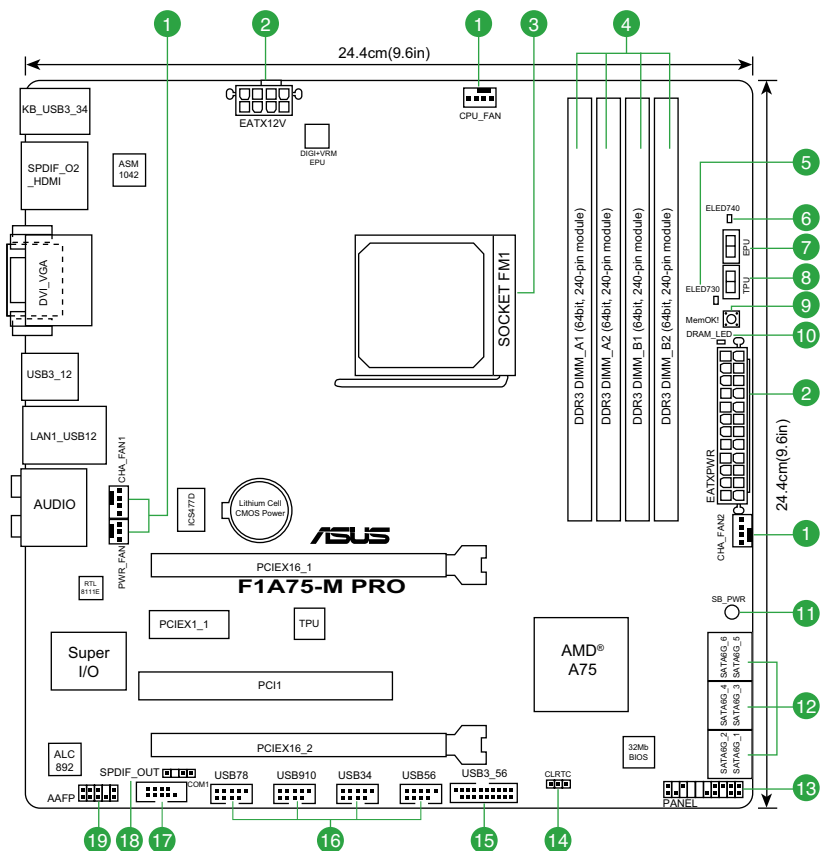 1
2
1
3
4
24.4cm(9.6in)
KB_USB3_34
EATX12V
CPU_FAN
DIGI+VRM
EPU
SPDIF_O2
_HDMI
ASM
1042
5
ELED740
6
EPU
7
TPU
8
ELED730
MemOK!
9
DRAM_LED
10
DVI_VGA
SOCKET FM1
DDR3 DIMM_A1 (64bit, 240-pin module)
DDR3 DIMM_A2 (64bit, 240-pin module)
DDR3 DIMM_B1 (64bit, 240-pin module)
DDR3 DIMM_B2 (64bit, 240-pin module)
USB3_12
2
LAN1_USB12
EATXPWR
24.4cm(9.6in)
AUDIO
CHA_FAN1
PWR_FAN
ICS477D
Lithium Cell
CMOS Power
CHA_FAN2
1
ASUS
PCIEX16_1
F1A75-M PRO
RTL
8111E
SB_PWR
11
PCIEX1_1
TPU
Super
I/O
AMD®
A75
SATA6G_6
SATA6G_5
SATA6G_4
SATA6G_3
12
PCI1
SATA6G_2
SATA6G_1
PCIEX16_2
ALC
892
32Mb
BIOS
SPDIF_OUT
COM1
USB78
USB910
USB34
USB56
USB3_56
CLRTC
AAFP
PANEL
13
19
18
17
16
15
14